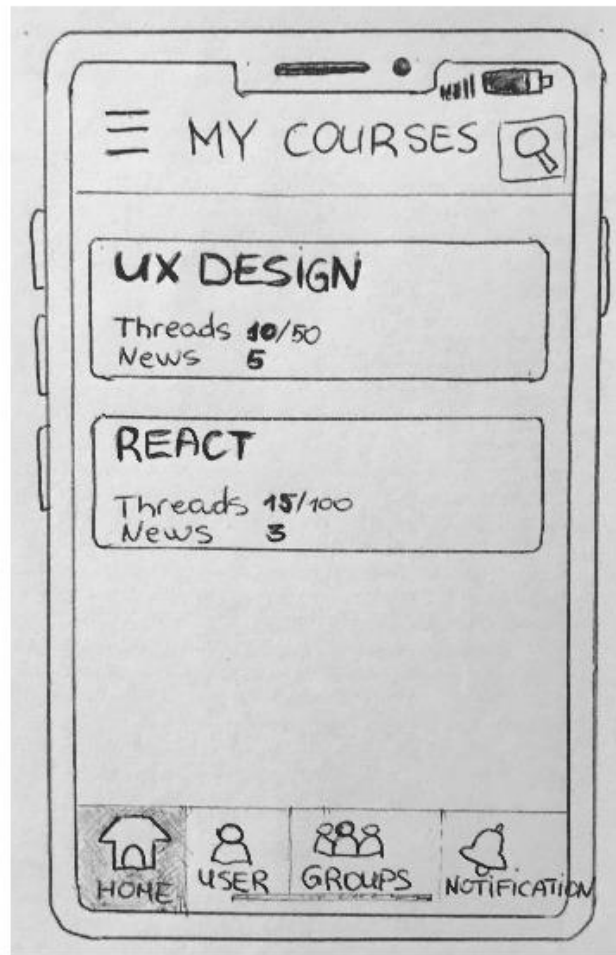 MY COURSES
UX DESIGN
Threads 10/50
News 5
REACT
Threads 15/100
News 3
HOME USER GROUPS NOTIFICATION